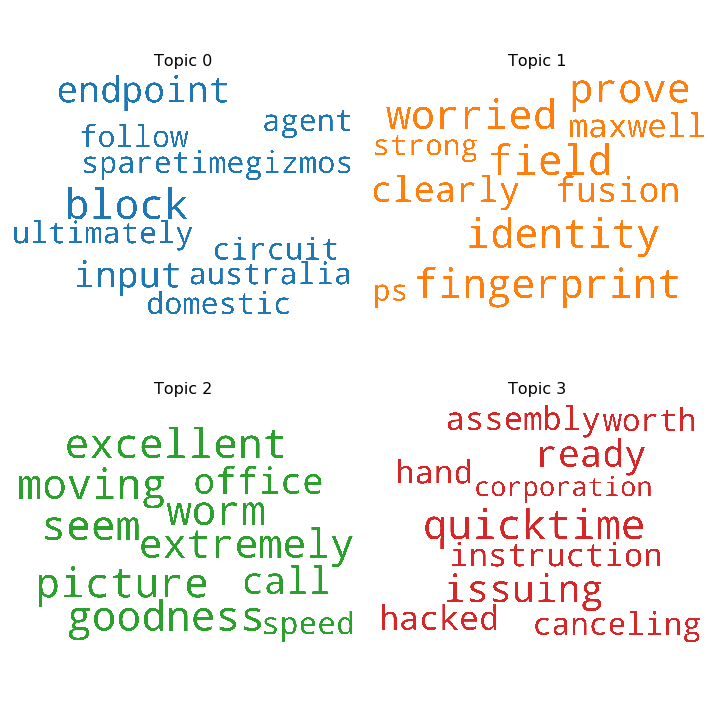 Topic 0
endpoint
agent
follow
sparetimegizmos
block
ultimately
circuit
input australia
domestic
Topic 1
prove
worried
maxwell
strong
field
clearly fusion
identity
ps fingerprint
Topic 2
excellent
moving office
worm
seem
extremely
picture call
goodness speed
Topic 3
assembly worth
ready
hand
corporation
quicktime
instruction
issuing
hacked canceling